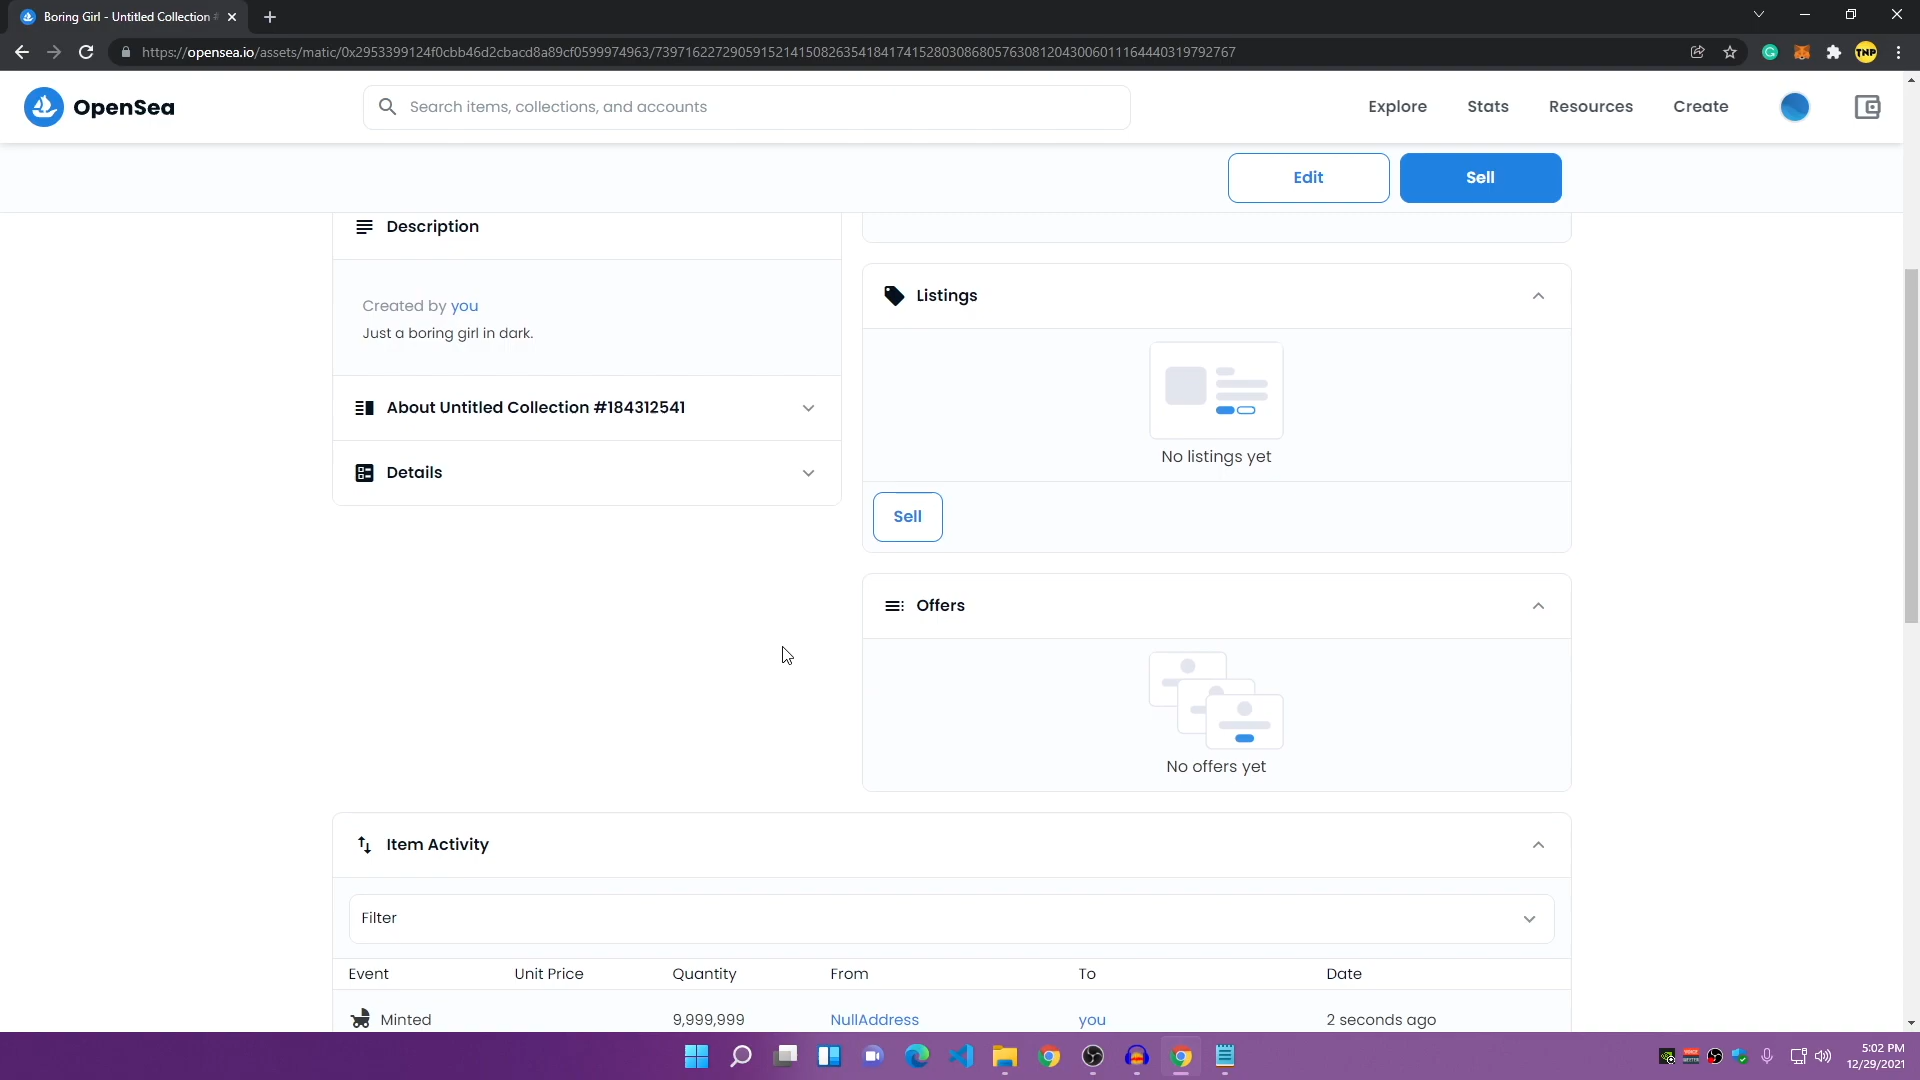 Boring Girl - Untitled Collection
https://opensea.io/assets/matic/0x2953399124f0cbb46d2cbacd8a89cf0599974963/73971622729059152141508263541841741528030868057630812043006011164440319792767
TNP
OpenSea
Search items, collections, and accounts
Explore
Stats
Resources
Create
Edit
Sell
Description
Created by you
Just a boring girl in dark.
About Untitled Collection #184312541
Details
Listings
No listings yet
Sell
Offers
No offers yet
Item Activity
Filter
Event Unit Price Quantity From To Date
Minted 9,999,999 NullAddress you 2 seconds ago
5:02 PM
12/29/2021